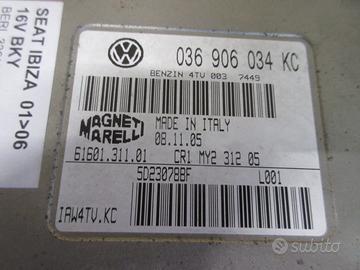 SEAT IBIZA 01>06
16V BKY
036 906 034 KC
BENZIN 4TV 003 7449
MAGNETI
MARELLI
MADE IN ITALY
08.11.05
61601.311.01
CR1 MY2 312 05
5D23078BF
L001
IAW4TV.KC
subito